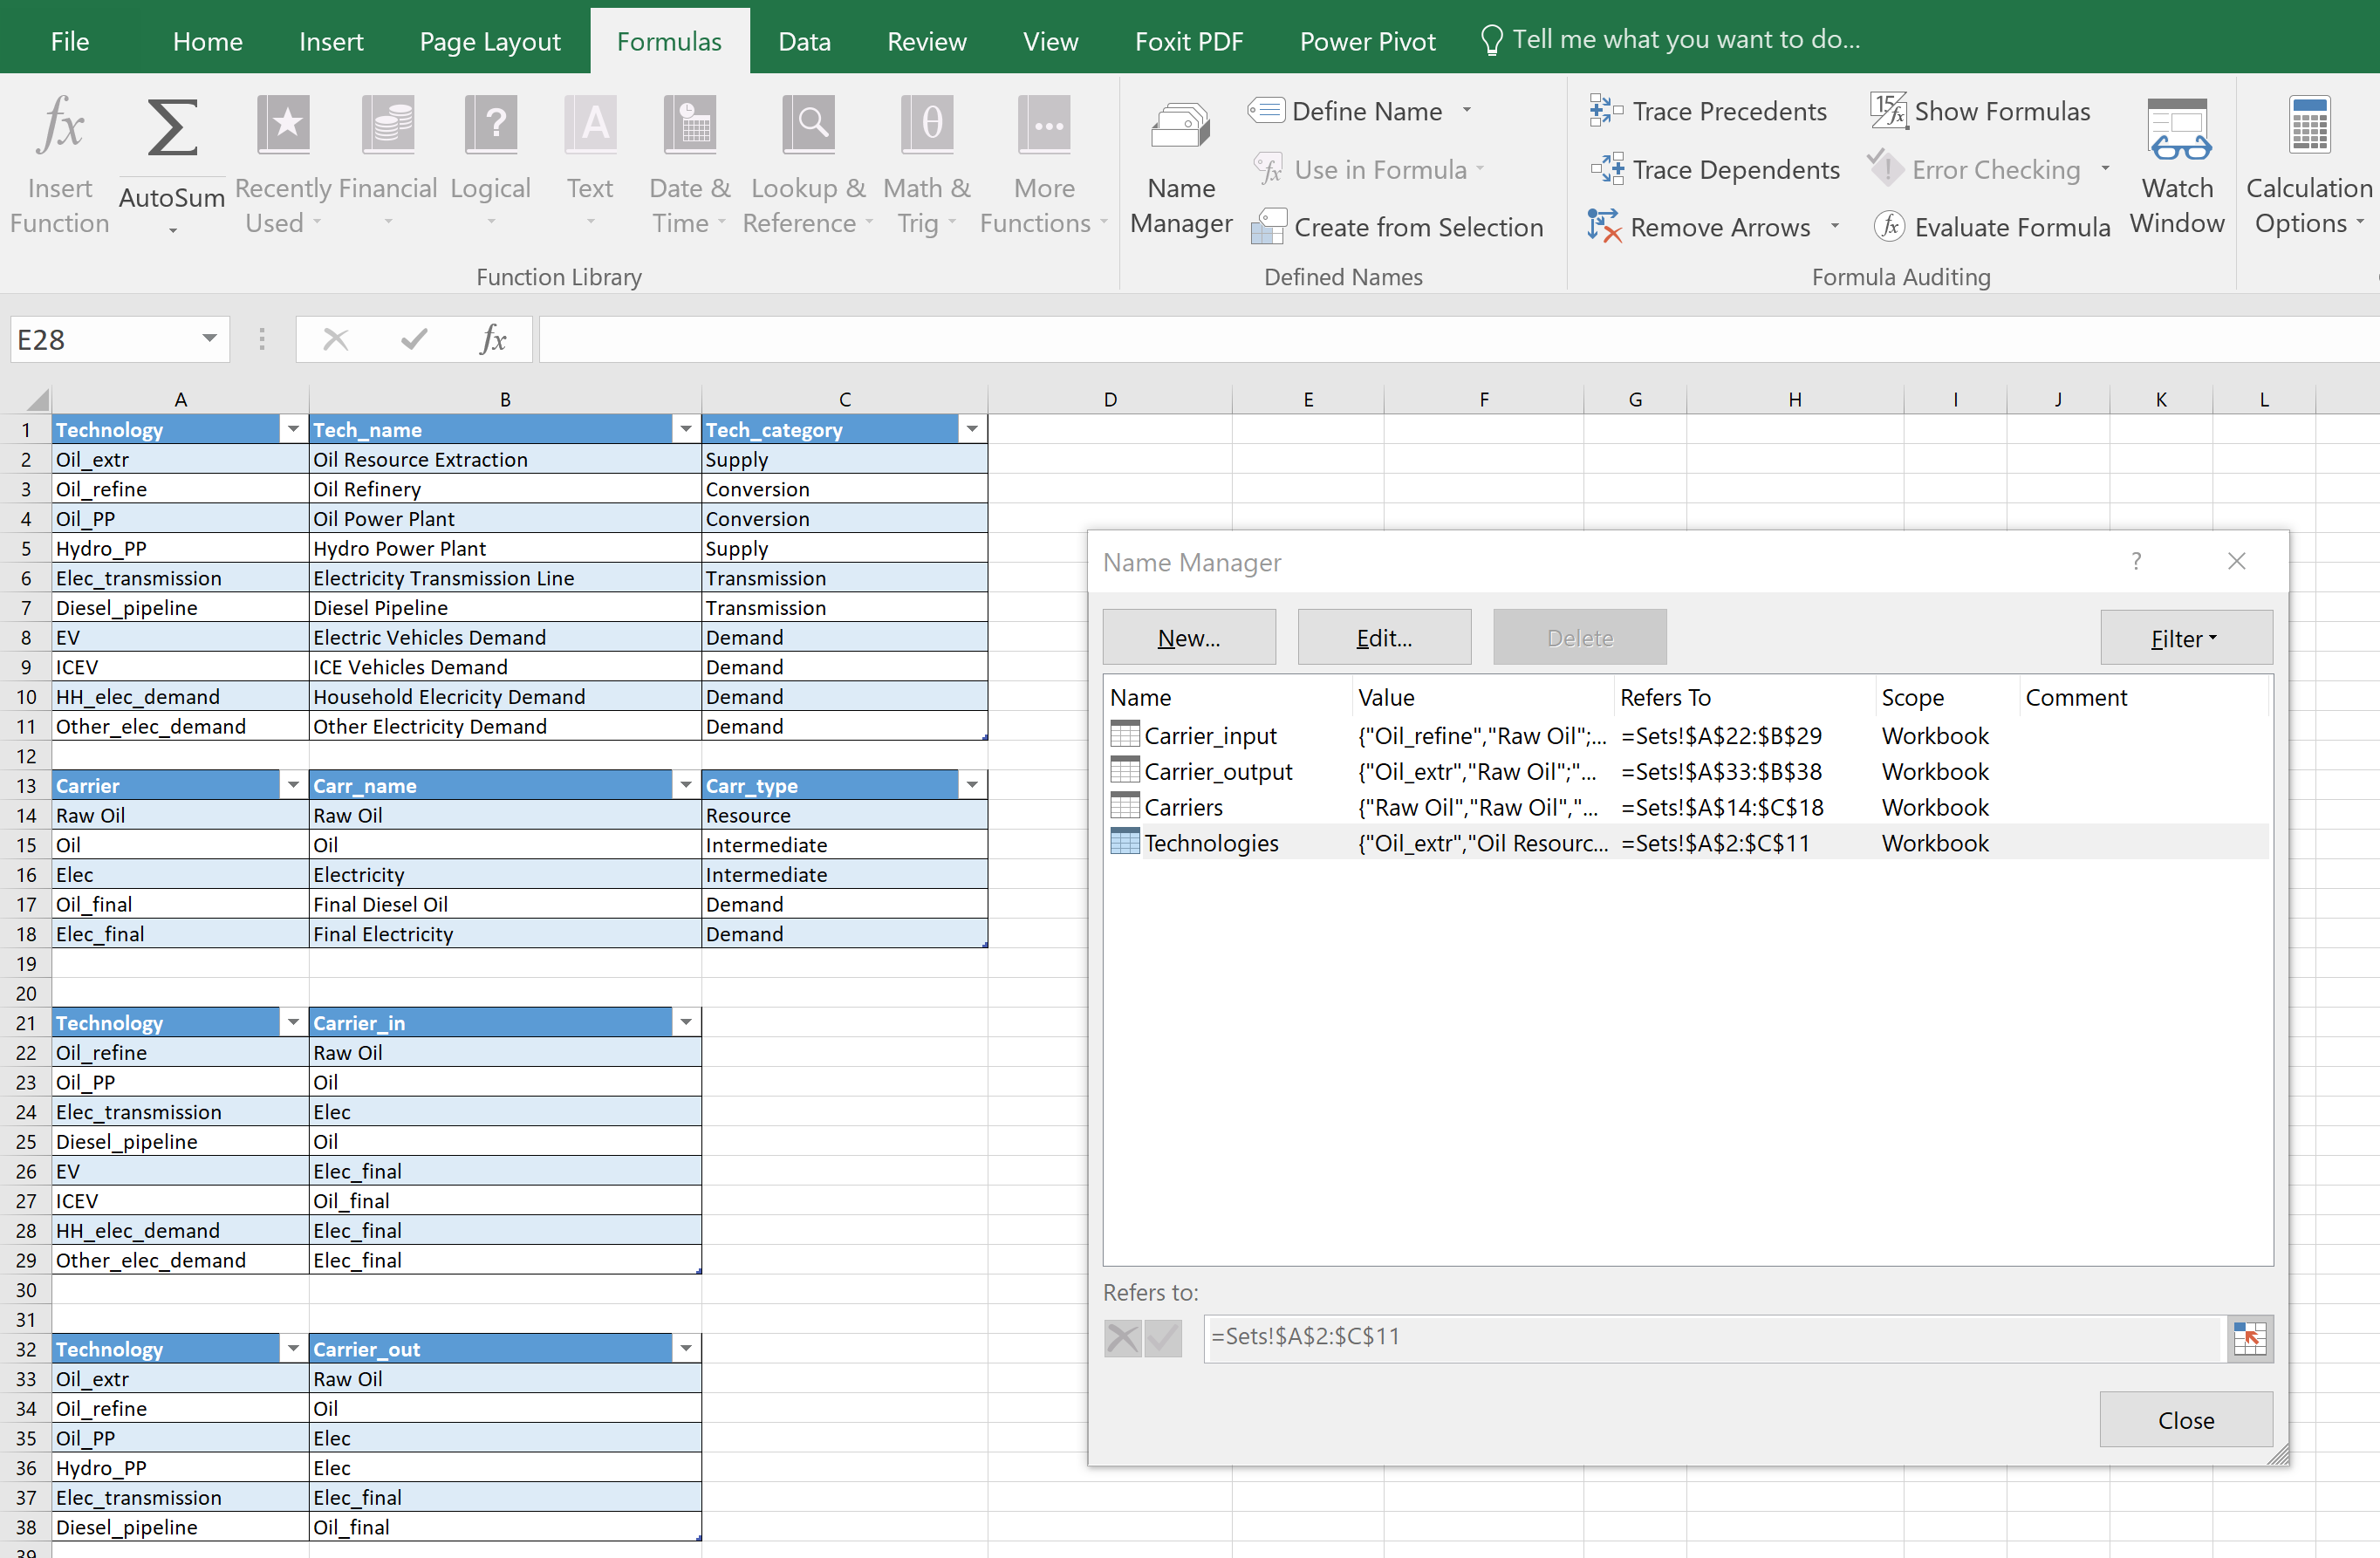 File Home Insert Page Layout Formulas Data Review View Foxit PDF Power Pivot Tell me what you want to do...
fx ? A θ ... Define Name Trace Precedents 15 fx Show Formulas
Insert AutoSum Recently Financial Logical Text Date & Lookup & Math & More Name fx Use in Formula Trace Dependents Error Checking Watch Calculation
Function Used Time Reference Trig Functions Manager Create from Selection Remove Arrows fx Evaluate Formula Window Options
Function Library Defined Names Formula Auditing
E28 fx
A B C D E F G H I J K L
1 Technology Tech_name Tech_category
2 Oil_extr Oil Resource Extraction Supply
3 Oil_refine Oil Refinery Conversion
4 Oil_PP Oil Power Plant Conversion
5 Hydro_PP Hydro Power Plant Supply
6 Elec_transmission Electricity Transmission Line Transmission
7 Diesel_pipeline Diesel Pipeline Transmission
8 EV Electric Vehicles Demand Demand
9 ICEV ICE Vehicles Demand Demand
10 HH_elec_demand Household Elecricity Demand Demand
11 Other_elec_demand Other Electricity Demand Demand
12
13 Carrier Carr_name Carr_type
14 Raw Oil Raw Oil Resource
15 Oil Oil Intermediate
16 Elec Electricity Intermediate
17 Oil_final Final Diesel Oil Demand
18 Elec_final Final Electricity Demand
19
20
21 Technology Carrier_in
22 Oil_refine Raw Oil
23 Oil_PP Oil
24 Elec_transmission Elec
25 Diesel_pipeline Oil
26 EV Elec_final
27 ICEV Oil_final
28 HH_elec_demand Elec_final
29 Other_elec_demand Elec_final
30
31
32 Technology Carrier_out
33 Oil_extr Raw Oil
34 Oil_refine Oil
35 Oil_PP Elec
36 Hydro_PP Elec
37 Elec_transmission Elec_final
38 Diesel_pipeline Oil_final
39
Name Manager ?
New... Edit... Delete Filter
Name Value Refers To Scope Comment
Carrier_input {"Oil_refine","Raw Oil";... =Sets!$A$22:$B$29 Workbook
Carrier_output {"Oil_extr","Raw Oil";"... =Sets!$A$33:$B$38 Workbook
Carriers {"Raw Oil","Raw Oil","... =Sets!$A$14:$C$18 Workbook
Technologies {"Oil_extr","Oil Resourc... =Sets!$A$2:$C$11 Workbook
Refers to:
=Sets!$A$2:$C$11
Close